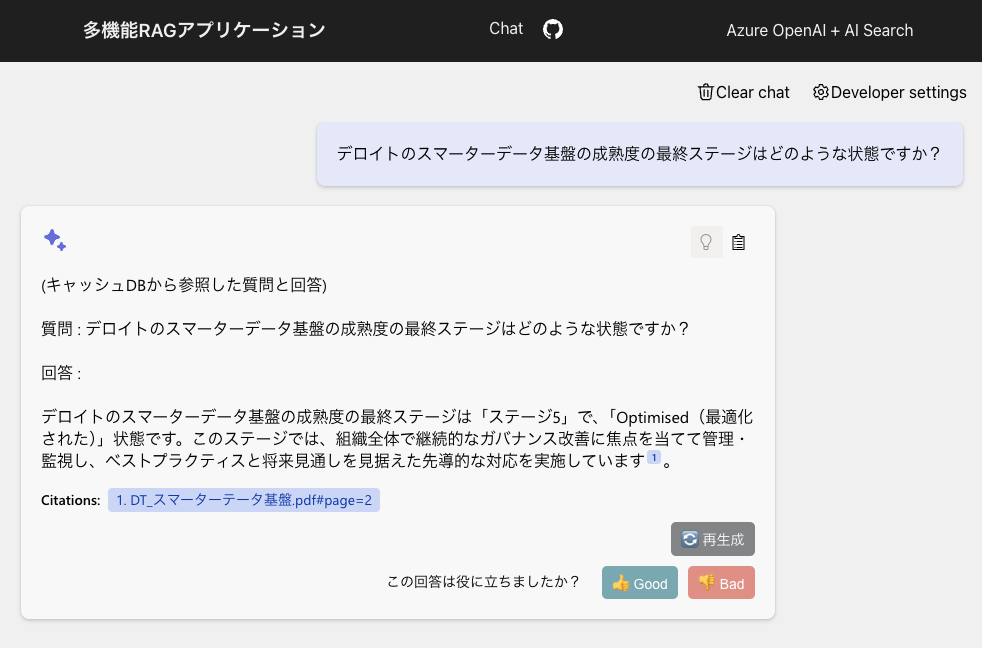 多機能RAGアプリケーション
Chat
Azure OpenAI + AI Search
Clear chat
Developer settings
デロイトのスマーターデータ基盤の成熟度の最終ステージはどのような状態ですか？
(キャッシュDBから参照した質問と回答)
質問 : デロイトのスマーターデータ基盤の成熟度の最終ステージはどのような状態ですか？
回答 :
デロイトのスマーターデータ基盤の成熟度の最終ステージは「ステージ5」で、「Optimised（最適化
された）」状態です。このステージでは、組織全体で継続的なガバナンス改善に焦点を当てて管理・
監視し、ベストプラクティスと将来見通しを見据えた先導的な対応を実施しています 1 。
Citations: 1. DT_スマーターテータ基盤.pdf#page=2
🔄 再生成
この回答は役に立ちましたか？
👍 Good
👎 Bad